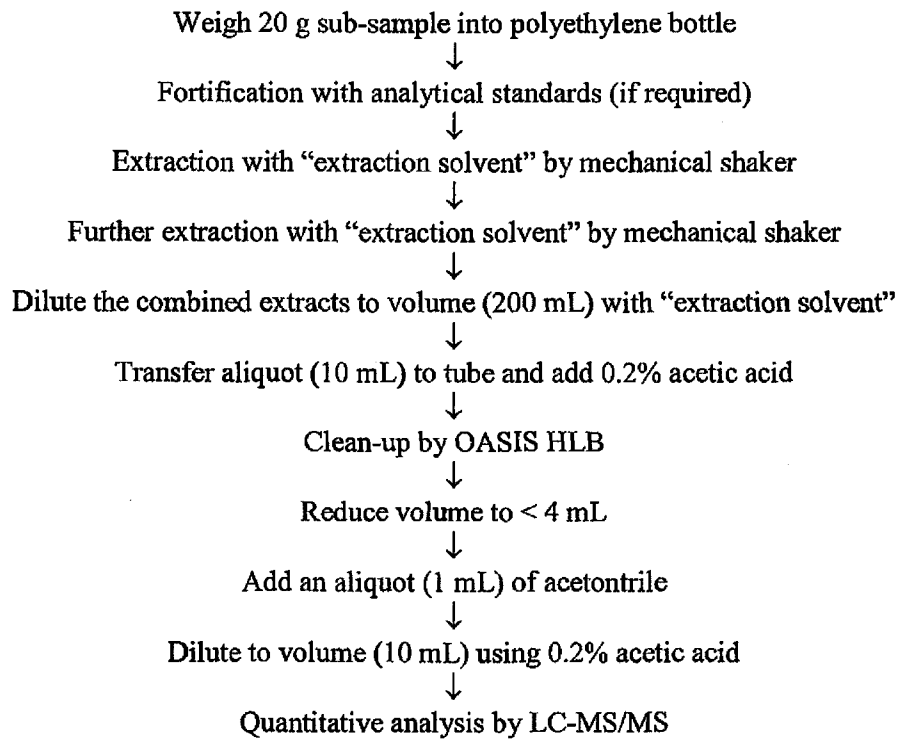 Weigh 20 g sub-sample into polyethylene bottle
↓
Fortification with analytical standards (if required)
↓
Extraction with “extraction solvent” by mechanical shaker
↓
Further extraction with “extraction solvent” by mechanical shaker
↓
Dilute the combined extracts to volume (200 mL) with “extraction solvent”
↓
Transfer aliquot (10 mL) to tube and add 0.2% acetic acid
↓
Clean-up by OASIS HLB
↓
Reduce volume to < 4 mL
↓
Add an aliquot (1 mL) of acetontrile
↓
Dilute to volume (10 mL) using 0.2% acetic acid
↓
Quantitative analysis by LC-MS/MS